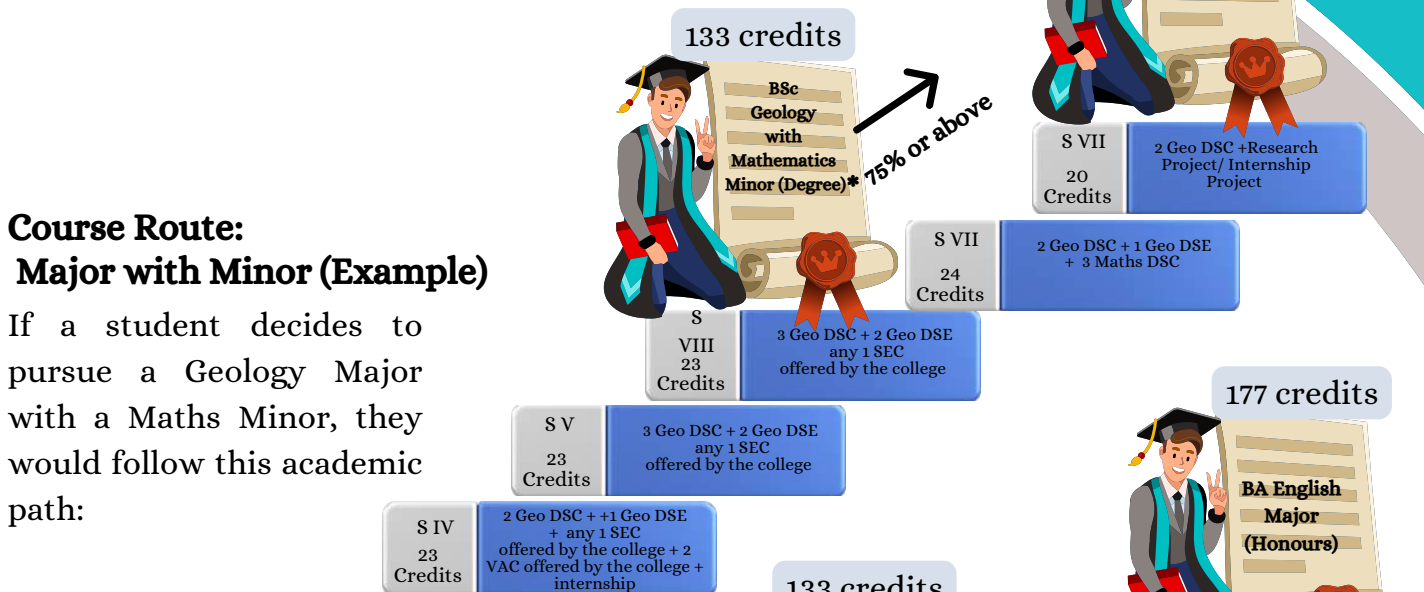 133 credits
BSc
Geology
with
Mathematics
Minor (Degree)*
75% or above
S VII
20
Credits
2 Geo DSC +Research
Project/ Internship
Project
Course Route:
Major with Minor (Example)
If a student decides to
pursue a Geology Major
with a Maths Minor, they
would follow this academic
path:
S VII
24
Credits
2 Geo DSC + 1 Geo DSE
+ 3 Maths DSC
S
VIII
23
Credits
3 Geo DSC + 2 Geo DSE
any 1 SEC
offered by the college
S V
23
Credits
3 Geo DSC + 2 Geo DSE
any 1 SEC
offered by the college
S IV
23
Credits
2 Geo DSC + +1 Geo DSE
+ any 1 SEC
offered by the college + 2
VAC offered by the college +
internship
177 credits
BA English
Major
(Honours)
133 credits